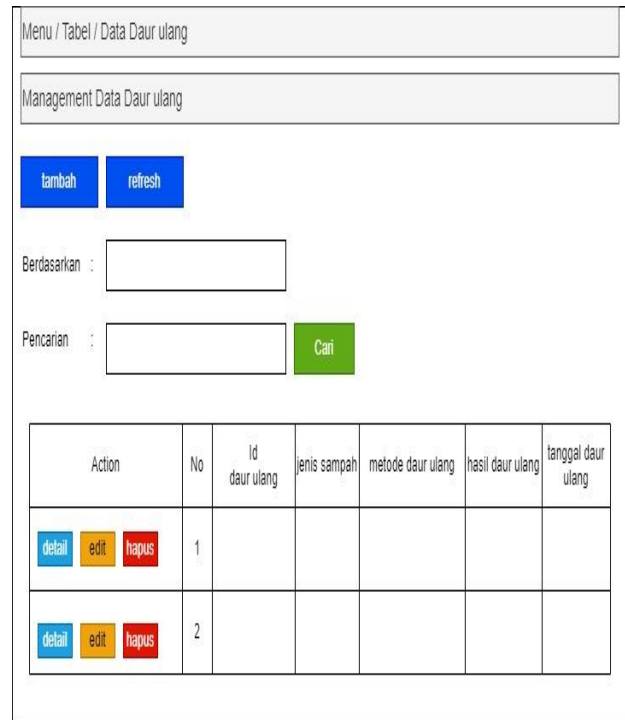 Menu / Tabel / Data Daur ulang
Management Data Daur ulang
tambah refresh
Berdasarkan :
Pencarian : Cari
Action No Id daur ulang jenis sampah metode daur ulang hasil daur ulang tanggal daur ulang
detail edit hapus 1
detail edit hapus 2